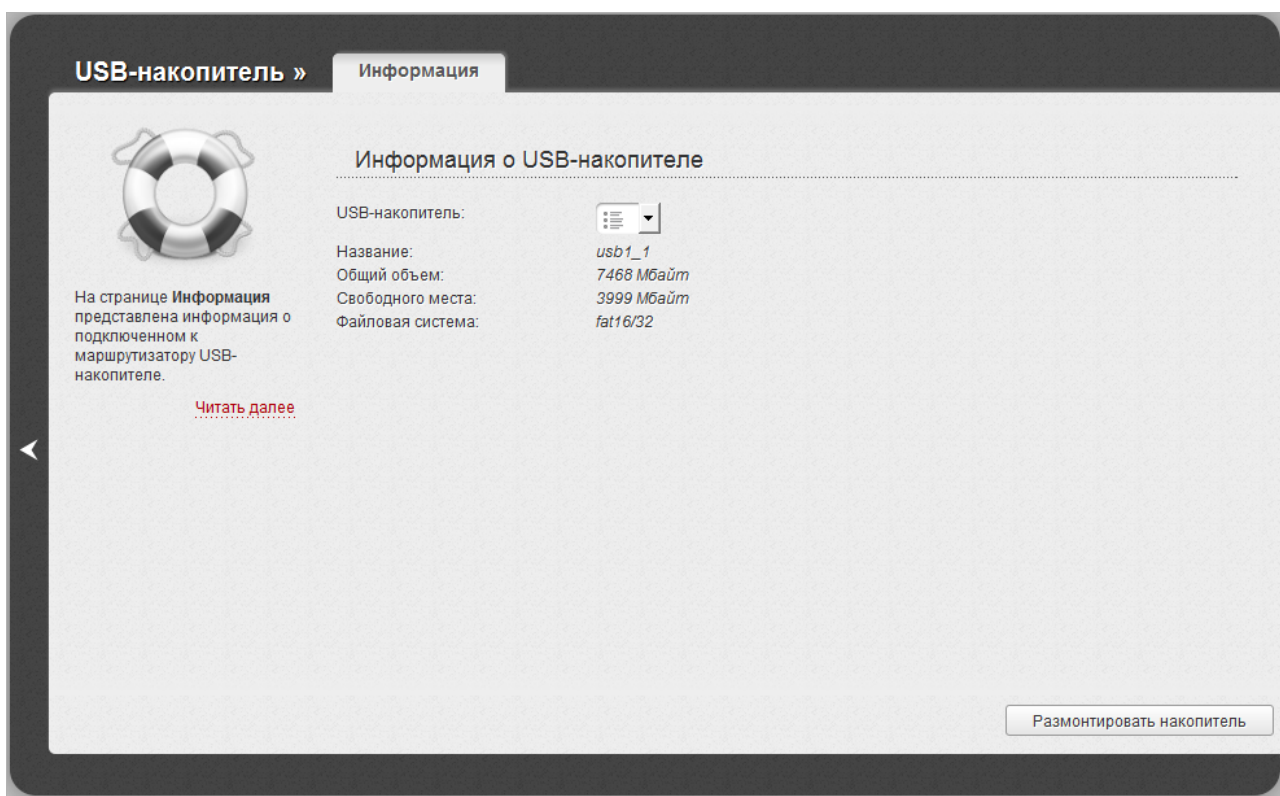 USB-накопитель »
Информация
На странице Информация
представлена информация о
подключенном к
маршрутизатору USB-
накопителе.
Читать далее
Информация о USB-накопителе
USB-накопитель:
Название: usb1_1
Общий объем: 7468 Мбайт
Свободного места: 3999 Мбайт
Файловая система: fat16/32
Размонтировать накопитель